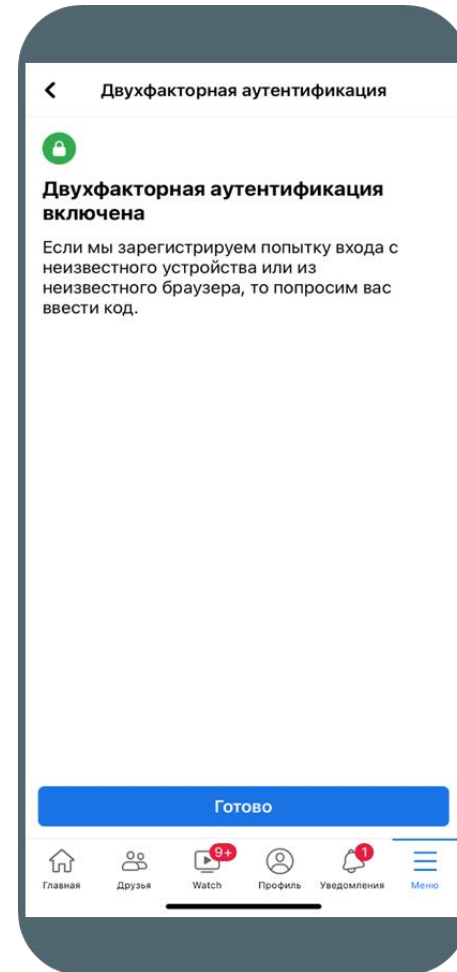 Двухфакторная аутентификация
Двухфакторная аутентификация
включена
Если мы зарегистрируем попытку входа с
неизвестного устройства или из
неизвестного браузера, то попросим вас
ввести код.
Готово
9+
1
Главная
Друзья
Watch
Профиль
Уведомления
Меню